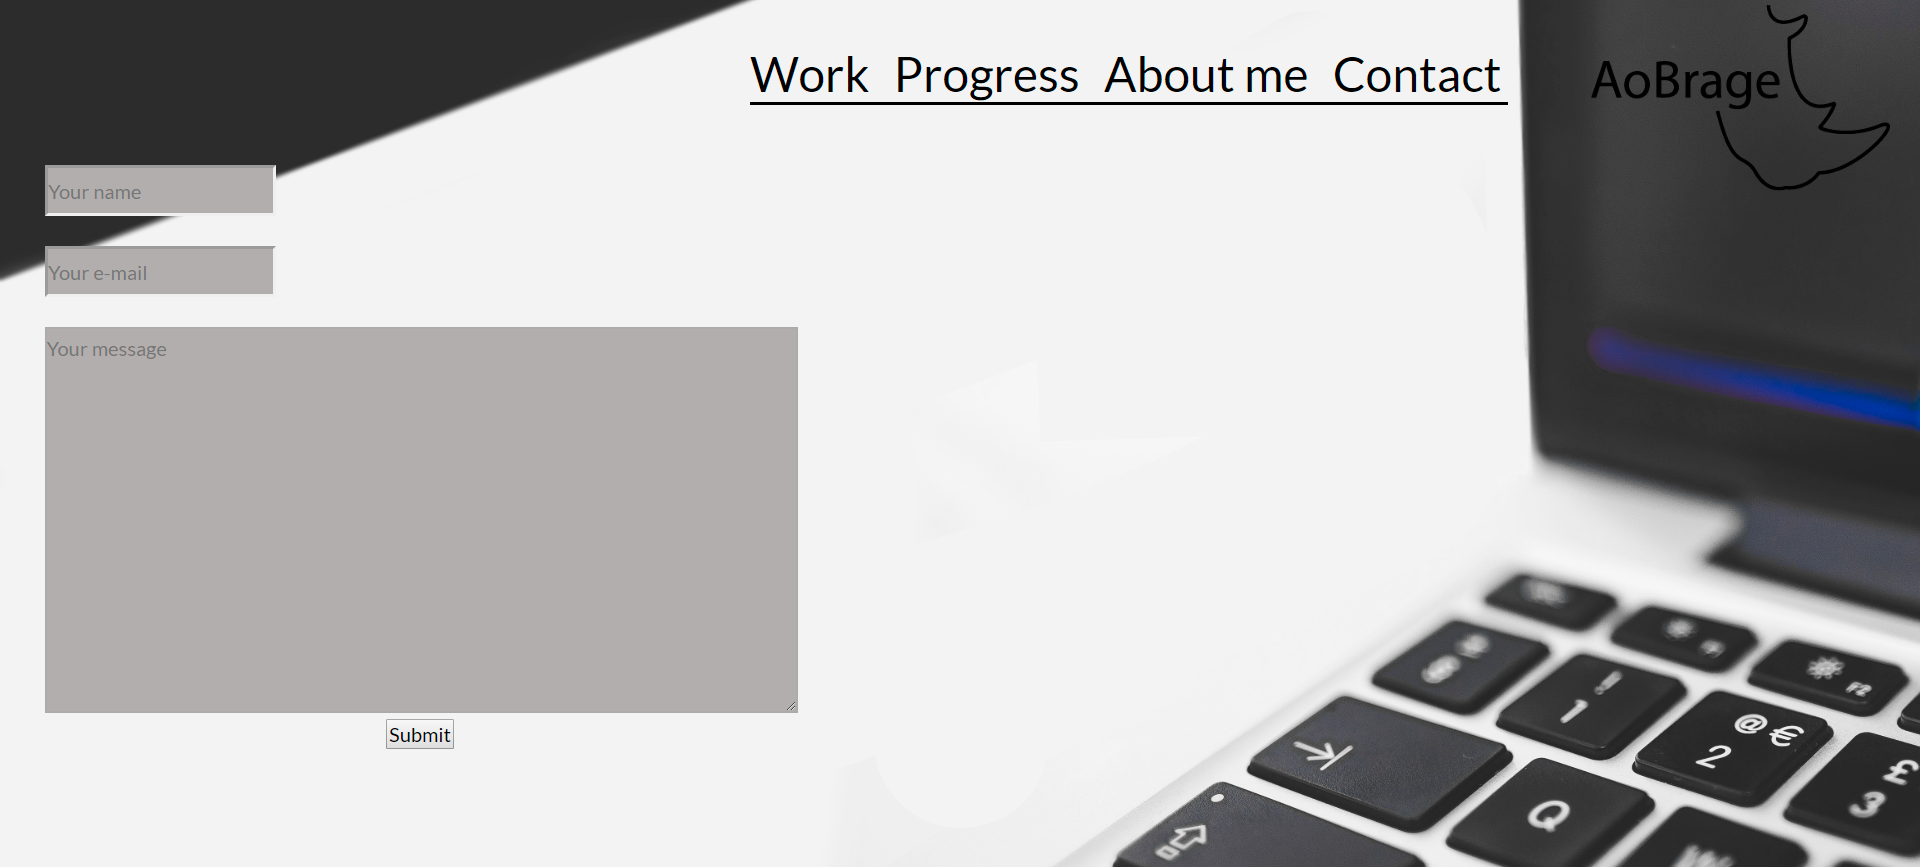 Work Progress About me Contact
AoBrage
Your name
Your e-mail
Your message
Submit
F2
!
1
@ €
2
£
3
Q